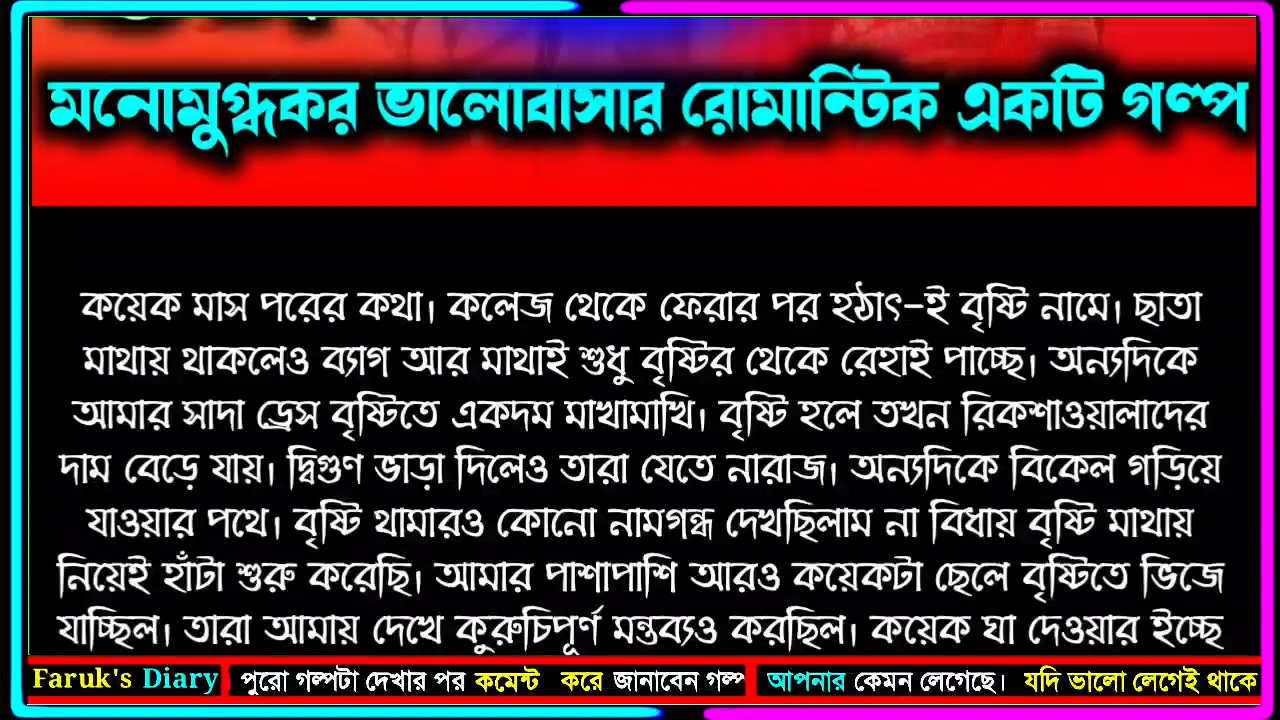 মনোমুগ্ধকর ভালোবাসার রোমান্টিক একটি গল্প
কয়েক মাস পরের কথা। কলেজ থেকে ফেরার পর হঠাৎ-ই বৃষ্টি নামে। ছাতা
মাথায় থাকলেও ব্যাগ আর মাথাই শুধু বৃষ্টির থেকে রেহাই পাচ্ছে। অন্যদিকে
আমার সাদা ড্রেস বৃষ্টিতে একদম মাখামাখি। বৃষ্টি হলে তখন রিকশাওয়ালাদের
দাম বেড়ে যায়। দ্বিগুণ ভাড়া দিলেও তারা যেতে নারাজ। অন্যদিকে বিকেল গড়িয়ে
যাওয়ার পথে। বৃষ্টি থামারও কোনো নামগন্ধ দেখছিলাম না বিধায় বৃষ্টি মাথায়
নিয়েই হাঁটা শুরু করেছি। আমার পাশাপাশি আরও কয়েকটা ছেলে বৃষ্টিতে ভিজে
যাচ্ছিল। তারা আমায় দেখে কুরুচিপূর্ণ মন্তব্যও করছিল। কয়েক ঘা দেওয়ার ইচ্ছে
Faruk's Diary পুরো গল্পটা দেখার পর কমেন্ট করে জানাবেন গল্প আপনার কেমন লেগেছে। যদি ভালো লেগেই থাকে